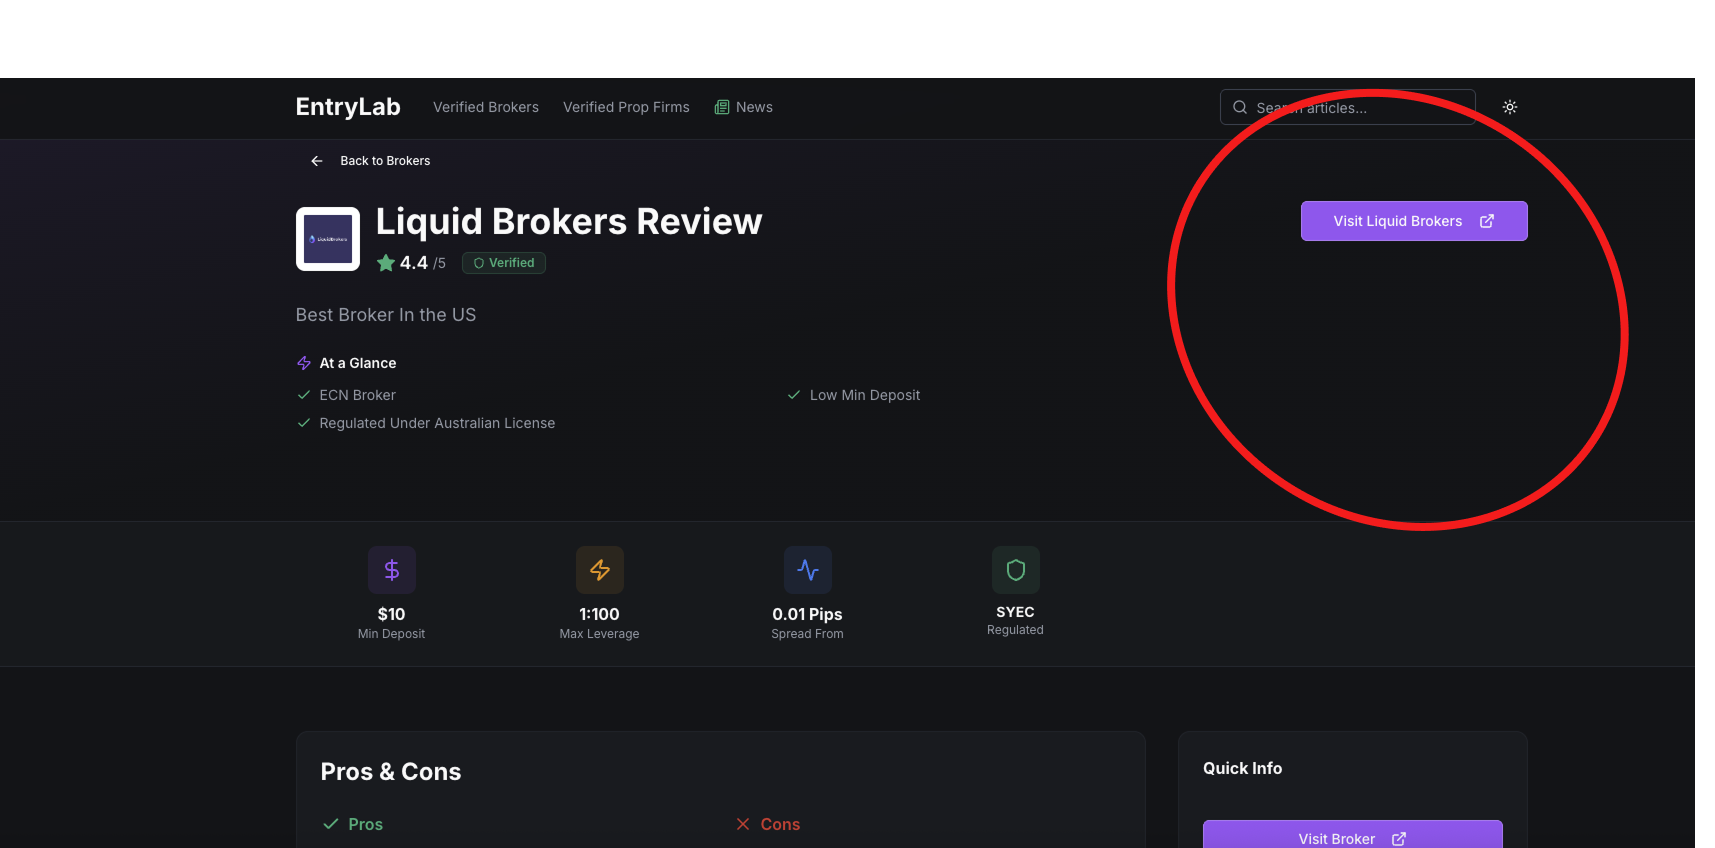 EntryLab Verified Brokers Verified Prop Firms News Search articles...
Back to Brokers
LiquidBrokers
Liquid Brokers Review
Visit Liquid Brokers
4.4 /5 Verified
Best Broker In the US
At a Glance
ECN Broker Low Min Deposit
Regulated Under Australian License
$10 1:100 0.01 Pips SYEC
Min Deposit Max Leverage Spread From Regulated
Pros & Cons
Pros Cons
Quick Info
Visit Broker